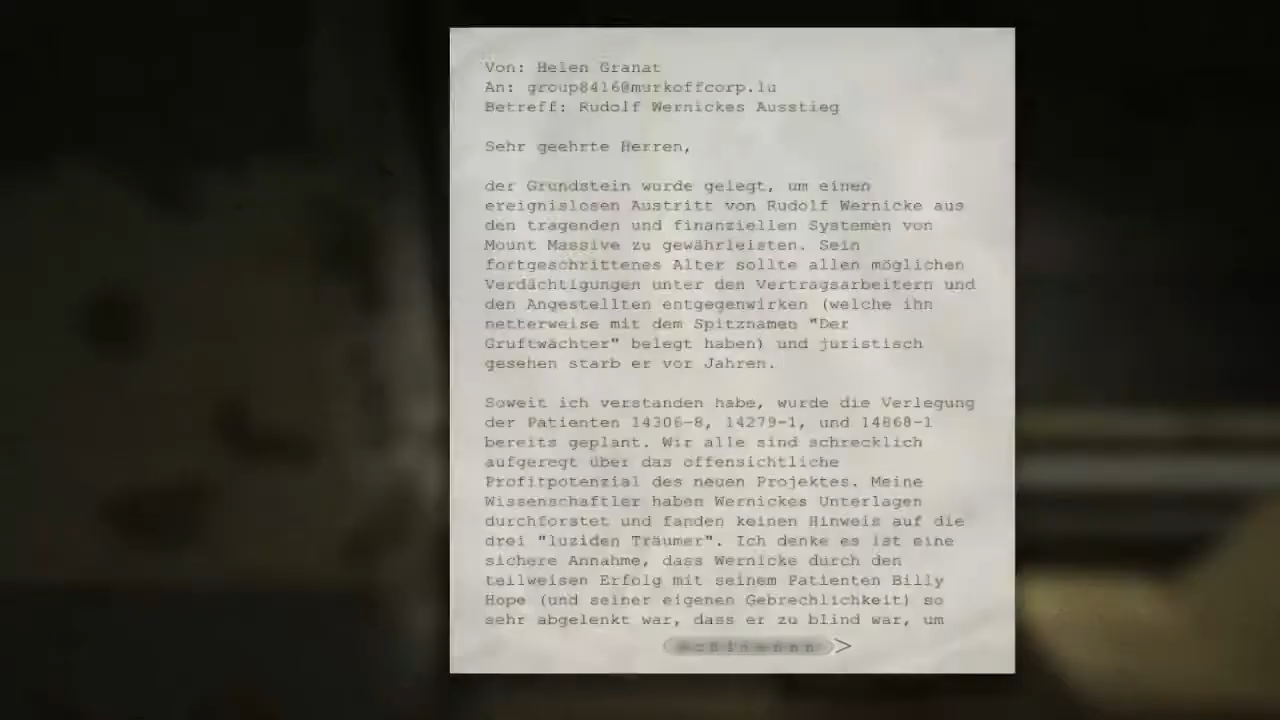 Von: Helen Granat
An: group8416@murkoffcorp.lu
Betreff: Rudolf Wernickes Ausstieg
Sehr geehrte Herren,
der Grundstein wurde gelegt, um einen
ereignislosen Austritt von Rudolf Wernicke aus
den tragenden und finanziellen Systemen von
Mount Massive zu gewährleisten. Sein
fortgeschrittenes Alter sollte allen möglichen
Verdächtigungen unter den Vertragsarbeitern und
den Angestellten entgegenwirken (welche ihn
netterweise mit dem Spitznamen "Der
Gruftwächter" belegt haben) und juristisch
gesehen starb er vor Jahren.
Soweit ich verstanden habe, wurde die Verlegung
der Patienten 14306-8, 14279-1, und 14868-1
bereits geplant. Wir alle sind schrecklich
aufgeregt über das offensichtliche
Profitpotenzial des neuen Projektes. Meine
Wissenschaftler haben Wernickes Unterlagen
durchforstet und fanden keinen Hinweis auf die
drei "luziden Träumer". Ich denke es ist eine
sichere Annahme, dass Wernicke durch den
teilweisen Erfolg mit seinem Patienten Billy
Hope (und seiner eigenen Gebrechlichkeit) so
sehr abgelenkt war, dass er zu blind war, um